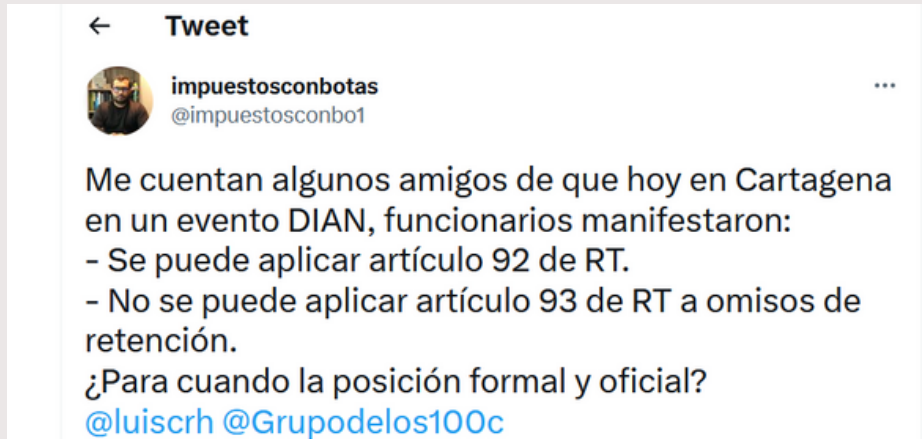 ← Tweet
impuestosconbotas
@impuestosconbo1
Me cuentan algunos amigos de que hoy en Cartagena
en un evento DIAN, funcionarios manifestaron:
- Se puede aplicar artículo 92 de RT.
- No se puede aplicar artículo 93 de RT a omisos de
retención.
¿Para cuando la posición formal y oficial?
@luiscrh @Grupodelos100c